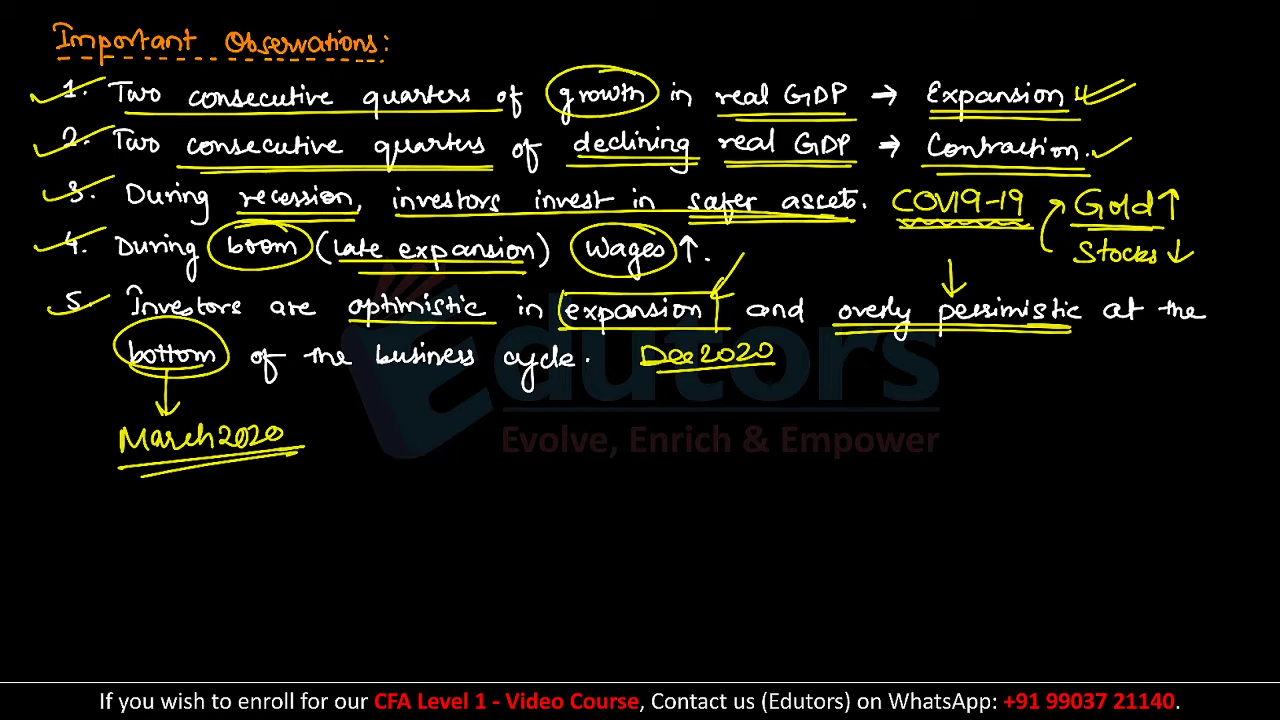 Important Observations:
1. Two consecutive quarters of growth in real GDP → Expansion
2. Two consecutive quarters of declining real GDP → Contraction.
3. During recession, investors invest in safer assets. COVI9-19 Gold ↑
Stocks ↓
4. During boom (late expansion) wages ↑.
5. Investors are optimistic in expansion and overly pessimistic at the
bottom of the business cycle. Dec 2020
March 2020
Edutors
Evolve, Enrich & Empower
If you wish to enroll for our CFA Level 1 - Video Course, Contact us (Edutors) on WhatsApp: +91 99037 21140.